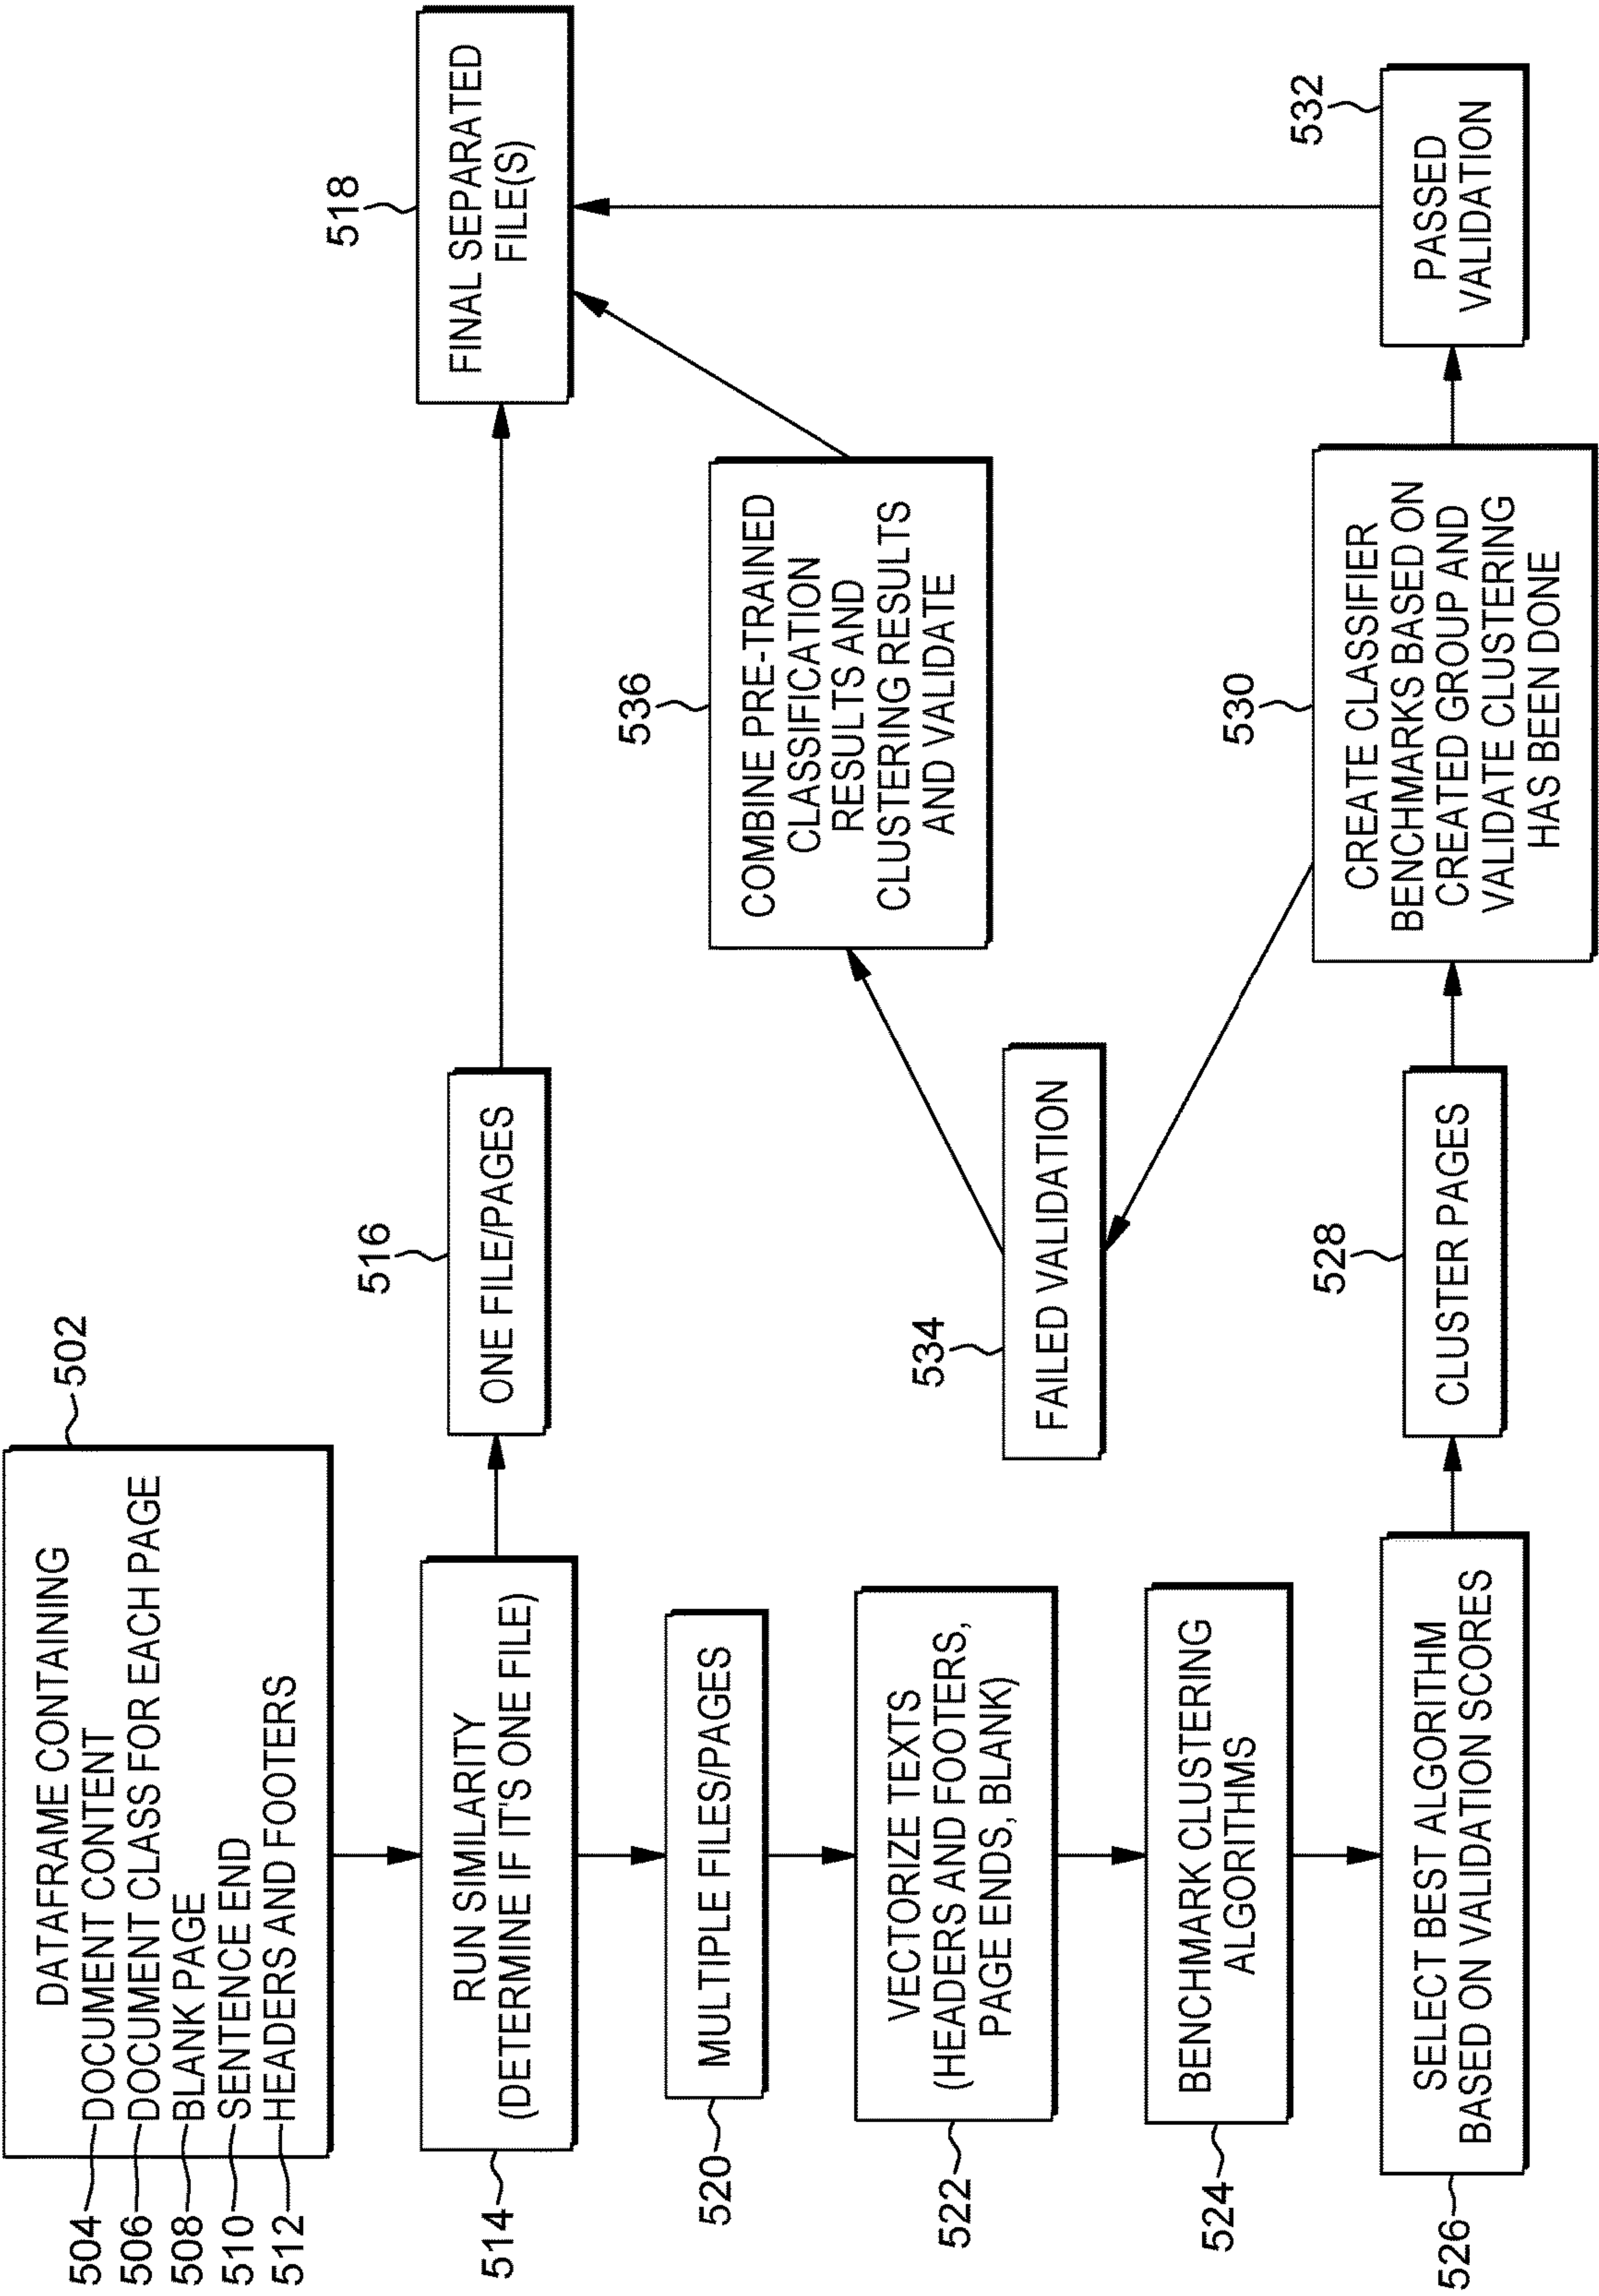 502
DATAFRAME CONTAINING
504 DOCUMENT CONTENT
506 DOCUMENT CLASS FOR EACH PAGE
508 BLANK PAGE
510 SENTENCE END
512 HEADERS AND FOOTERS
514
RUN SIMILARITY
(DETERMINE IF IT'S ONE FILE)
516
ONE FILE/PAGES
518
FINAL SEPARATED
FILE(S)
520
MULTIPLE FILES/PAGES
522
VECTORIZE TEXTS
(HEADERS AND FOOTERS,
PAGE ENDS, BLANK)
524
BENCHMARK CLUSTERING
ALGORITHMS
526
SELECT BEST ALGORITHM
BASED ON VALIDATION SCORES
528
CLUSTER PAGES
530
CREATE CLASSIFIER
BENCHMARKS BASED ON
CREATED GROUP AND
VALIDATE CLUSTERING
HAS BEEN DONE
532
PASSED
VALIDATION
534
FAILED VALIDATION
536
COMBINE PRE-TRAINED
CLASSIFICATION
RESULTS AND
CLUSTERING RESULTS
AND VALIDATE